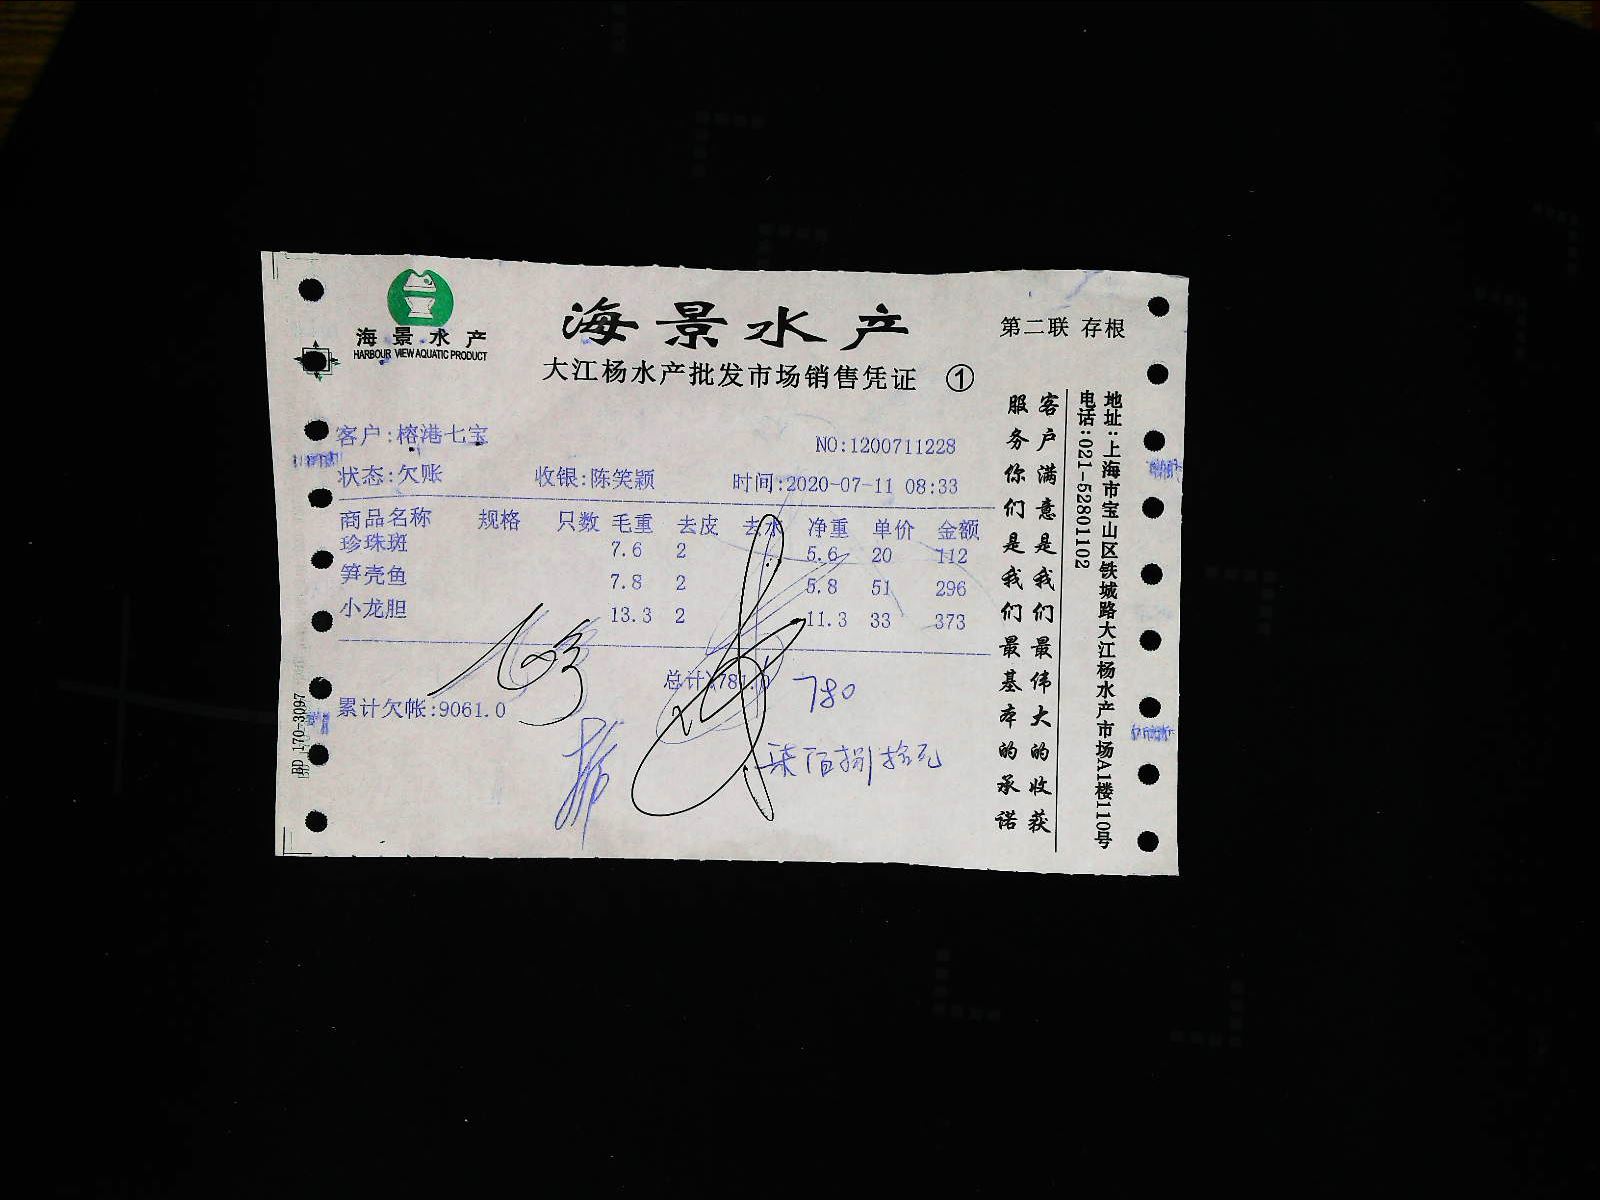 海景水产
HARBOUR VIEW AQUATIC PRODUCT
海景水产
第二联 存根
大江杨水产批发市场销售凭证 ①
客户:榕港七宝
NO:1200711228
状态:欠账 收银:陈笑颖 时间:2020-07-11 08:33
商品名称 规格 只数 毛重 去皮 去水 净重 单价 金额
珍珠斑 7.6 2 5.6 20 112
笋壳鱼 7.8 2 5.8 51 296
小龙胆 13.3 2 11.3 33 373
总计:781.0 780
累计欠帐:9061.0
柒佰捌拾元
客户满意是我们最伟大的收获
服务你们是我们最基本的承诺
地址:上海市宝山区铁城路大江杨水产市场A1楼110号
电话:021-52801102
BD 170-3097